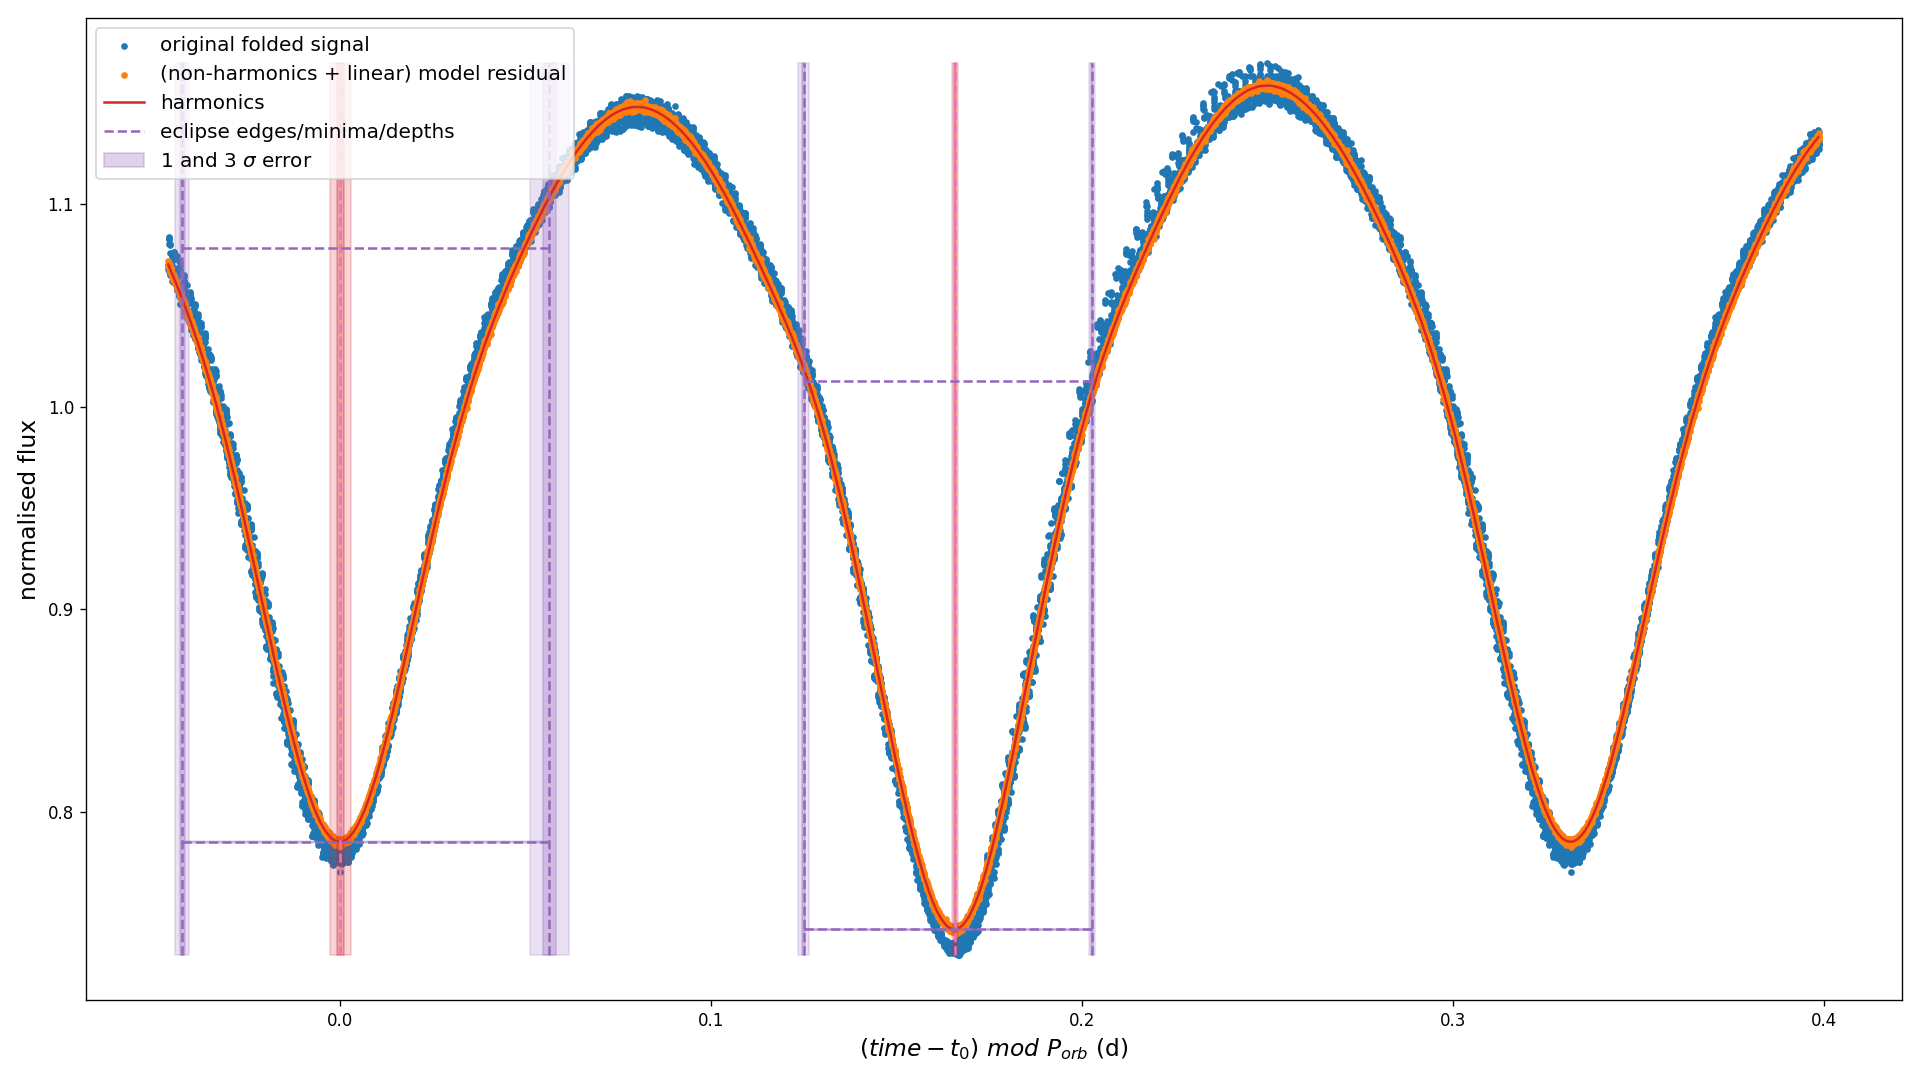 original folded signal
(non-harmonics + linear) model residual
harmonics
eclipse edges/minima/depths
1 and 3 σ error
normalised flux
1.1
1.0
0.9
0.8
0.0 0.1 0.2 0.3 0.4
(time − t₀) mod Pₒᵣb (d)